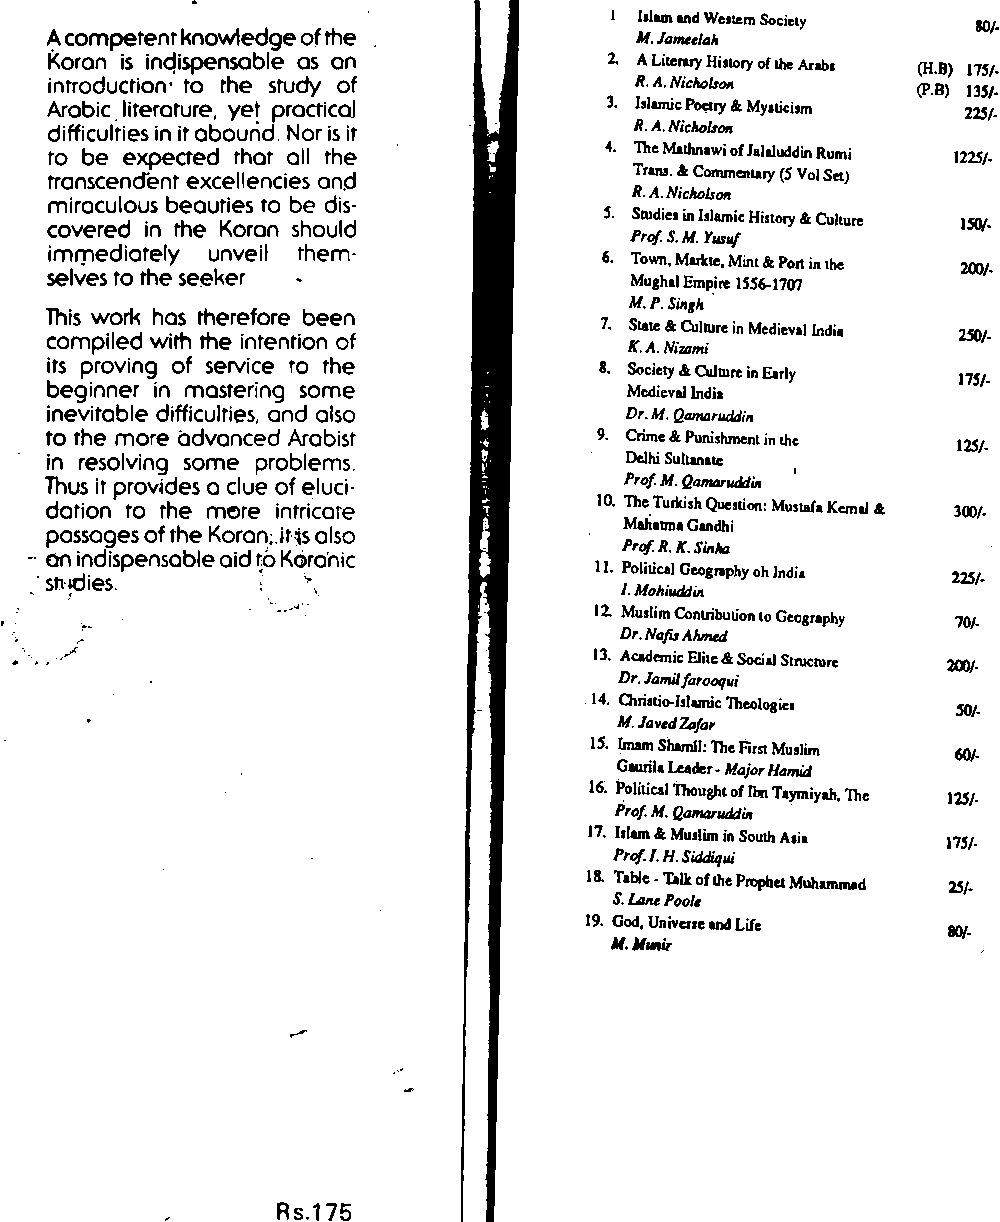 A competent knowledge of the
Koran is indispensable as an
introduction to the study of
Arabic literature, yet practical
difficulties in it abound. Nor is it
to be expected that all the
transcendent excellencies and
miraculous beauties to be dis-
covered in the Koran should
immediately unveil them-
selves to the seeker
This work has therefore been
compiled with the intention of
its proving of service to the
beginner in mastering some
inevitable difficulties, and also
to the more advanced Arabist
in resolving some problems.
Thus it provides a clue of eluci-
dation to the more intricate
passages of the Koran; it is also
an indispensable aid to Koranic
studies.
Rs.175
1 Islam and Western Society 80/-
M. Jameelah
2. A Literary History of the Arabs (H.B) 175/-
R. A. Nicholson (P.B) 135/-
3. Islamic Poetry & Mysticism 225/-
R. A. Nicholson
4. The Mathnawi of Jalaluddin Rumi 1225/-
Trans. & Commentary (5 Vol Set)
R. A. Nicholson
5. Studies in Islamic History & Culture 150/-
Prof. S. M. Yusuf
6. Town, Markte, Mint & Port in the 200/-
Mughal Empire 1556-1707
M. P. Singh
7. State & Culture in Medieval India 250/-
K. A. Nizami
8. Society & Culture in Early 175/-
Medieval India
Dr. M. Qamaruddin
9. Crime & Punishment in the 125/-
Delhi Sultanate
Prof. M. Qamaruddin
10. The Turkish Question: Mustafa Kemal & 300/-
Mahatma Gandhi
Prof. R. K. Sinha
11. Political Geography oh India 225/-
I. Mohiuddin
12. Muslim Contribution to Geography 70/-
Dr. Nafis Ahmed
13. Academic Elite & Social Structure 200/-
Dr. Jamil farooqui
14. Christio-Islamic Theologies 50/-
M. Javed Zafar
15. Imam Shamil: The First Muslim 60/-
Gaurila Leader - Major Hamid
16. Political Thought of Ibn Taymiyah, The 125/-
Prof. M. Qamaruddin
17. Islam & Muslim in South Asia 175/-
Prof. I. H. Siddiqui
18. Table - Talk of the Prophet Muhammad 25/-
S. Lane Poole
19. God, Universe and Life 80/-
M. Munir